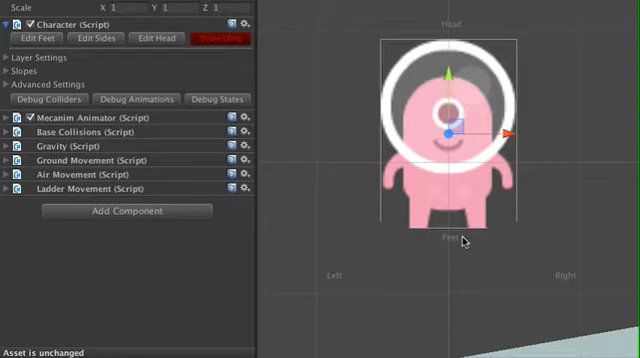 Scale X 1 Y 1 Z 1
Character (Script)
Edit Feet Edit Sides Edit Head Show Only
Layer Settings
Slopes
Advanced Settings
Debug Colliders Debug Animations Debug States
Mecanim Animator (Script)
Base Collisions (Script)
Gravity (Script)
Ground Movement (Script)
Air Movement (Script)
Ladder Movement (Script)
Add Component
Asset is unchanged
Head
Feet
Left Right